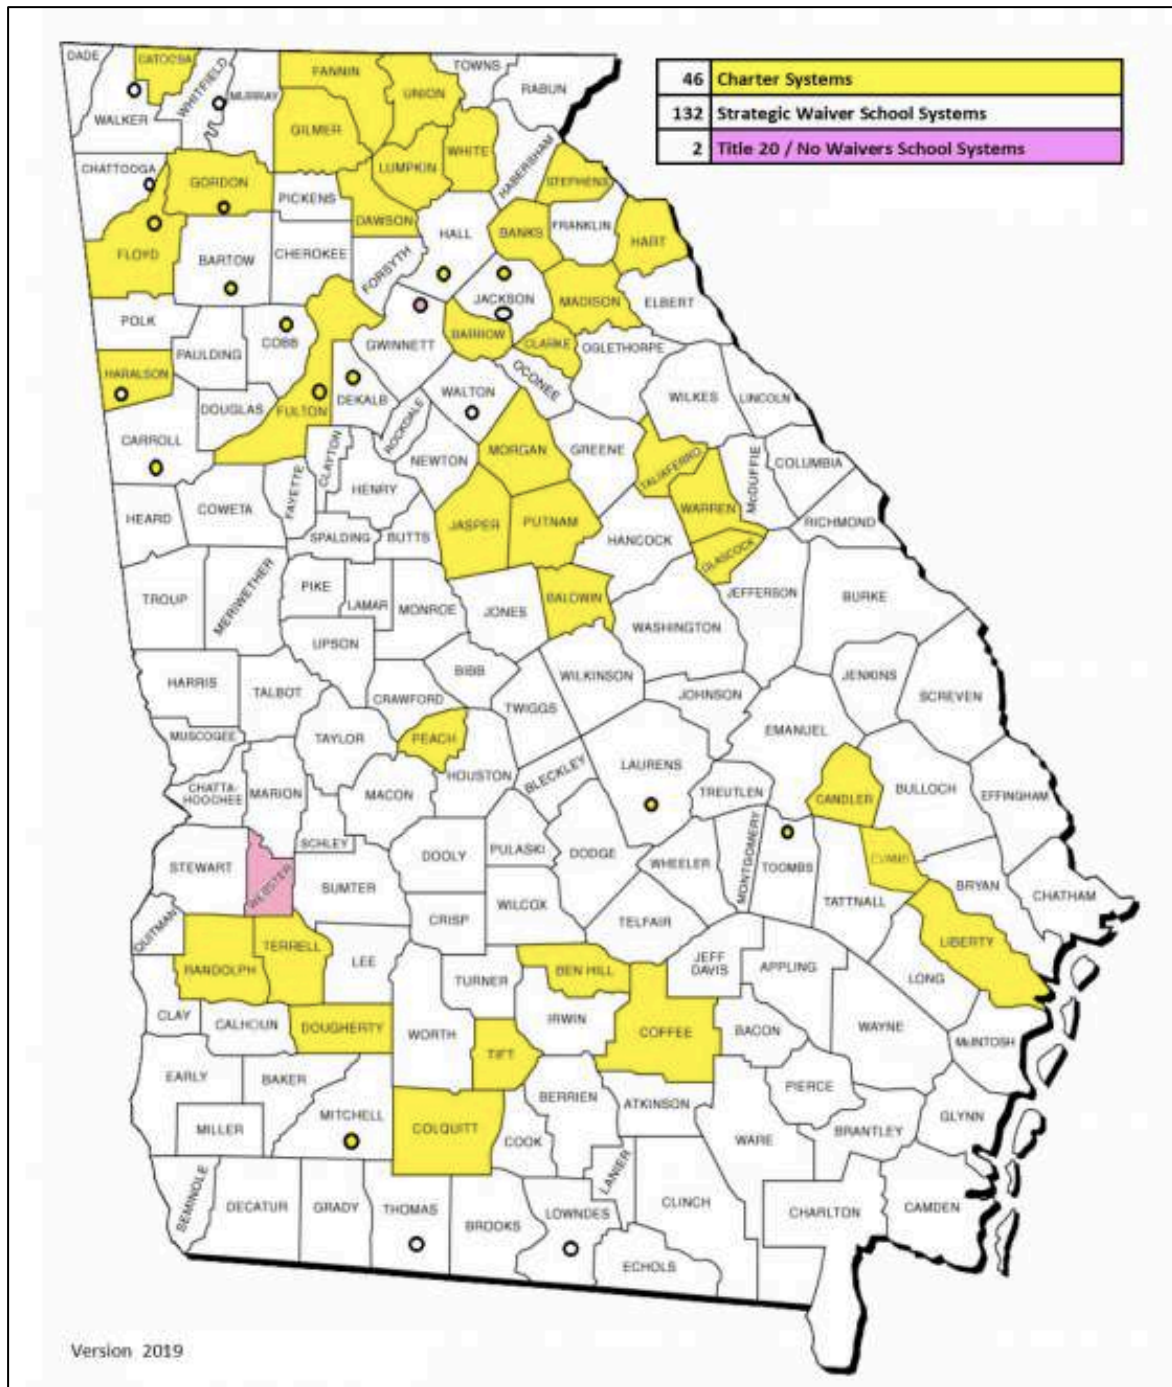 46 Charter Systems
132 Strategic Waiver School Systems
2 Title 20 / No Waivers School Systems
DADE
CATOOSA
WHITFIELD
MURRAY
FANNIN
UNION
TOWNS
RABUN
WALKER
GILMER
LUMPKIN
WHITE
HABERSHAM
STEPHENS
CHATTOOGA
GORDON
PICKENS
DAWSON
HALL
BANKS
FRANKLIN
HART
FLOYD
BARTOW
CHEROKEE
FORSYTH
JACKSON
MADISON
ELBERT
POLK
PAULDING
COBB
GWINNETT
BARROW
CLARKE
OGLETHORPE
HARALSON
DOUGLAS
FULTON
DEKALB
WALTON
OCONEE
WILKES
LINCOLN
CARROLL
CLAYTON
ROCKDALE
NEWTON
MORGAN
GREENE
TALIAFERRO
McDUFFIE
COLUMBIA
HEARD
COWETA
FAYETTE
HENRY
JASPER
PUTNAM
WARREN
RICHMOND
SPALDING
BUTTS
HANCOCK
GLASCOCK
TROUP
MERIWETHER
PIKE
LAMAR
MONROE
JONES
BALDWIN
JEFFERSON
BURKE
UPSON
WASHINGTON
HARRIS
TALBOT
CRAWFORD
BIBB
TWIGGS
WILKINSON
JOHNSON
JENKINS
SCREVEN
MUSCOGEE
TAYLOR
PEACH
EMANUEL
CHATTA-
HOOCHEE
MARION
MACON
HOUSTON
BLECKLEY
LAURENS
TREUTLEN
CANDLER
BULLOCH
EFFINGHAM
STEWART
WEBSTER
SCHLEY
SUMTER
DOOLY
PULASKI
DODGE
WHEELER
MONTGOMERY
TOOMBS
EVANS
BRYAN
CHATHAM
QUITMAN
CRISP
WILCOX
TELFAIR
TATTNALL
LIBERTY
RANDOLPH
TERRELL
LEE
TURNER
BEN HILL
JEFF
DAVIS
APPLING
LONG
CLAY
CALHOUN
DOUGHERTY
WORTH
TIFT
IRWIN
COFFEE
BACON
WAYNE
McINTOSH
EARLY
BAKER
MITCHELL
COLQUITT
BERRIEN
ATKINSON
PIERCE
MILLER
COOK
WARE
BRANTLEY
GLYNN
SEMINOLE
DECATUR
GRADY
THOMAS
BROOKS
LOWNDES
LANIER
CLINCH
CHARLTON
CAMDEN
ECHOLS
Version 2019